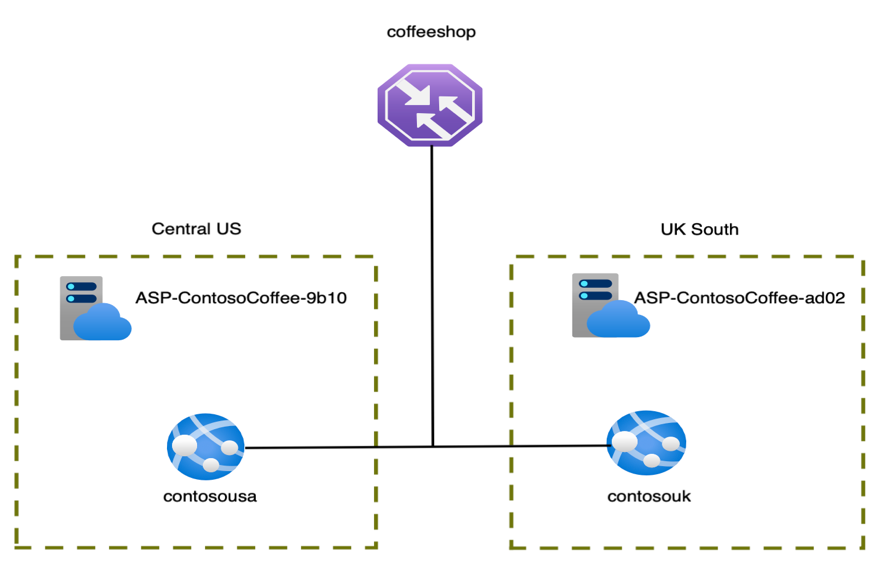 coffeeshop
Central US
UK South
ASP-ContosoCoffee-9b10
ASP-ContosoCoffee-ad02
contosousa
contosouk